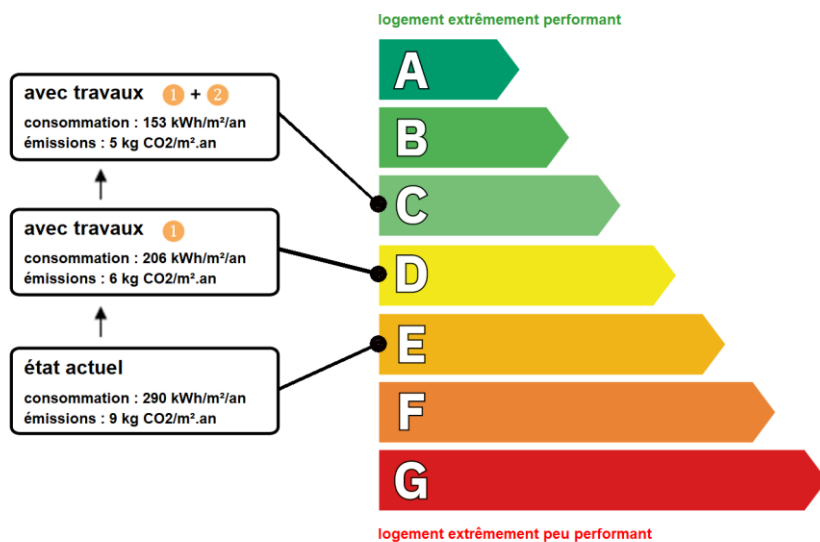 logement extrêmement performant
avec travaux 1 + 2
consommation : 153 kWh/m²/an
émissions : 5 kg CO2/m².an
avec travaux 1
consommation : 206 kWh/m²/an
émissions : 6 kg CO2/m².an
état actuel
consommation : 290 kWh/m²/an
émissions : 9 kg CO2/m².an
A
B
C
D
E
F
G
logement extrêmement peu performant